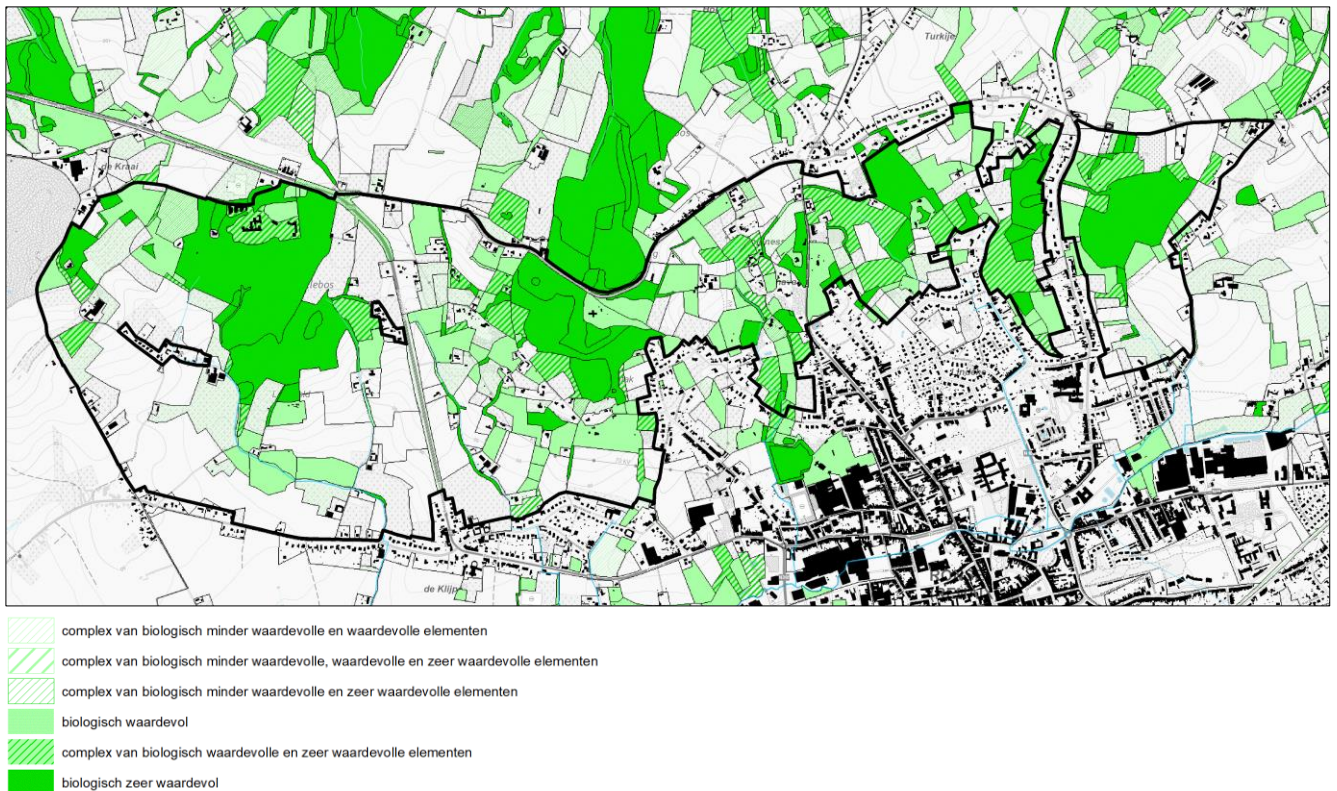 Turkije
de Kraai
de Klijp
complex van biologisch minder waardevolle en waardevolle elementen
complex van biologisch minder waardevolle, waardevolle en zeer waardevolle elementen
complex van biologisch minder waardevolle en zeer waardevolle elementen
biologisch waardevol
complex van biologisch waardevolle en zeer waardevolle elementen
biologisch zeer waardevol